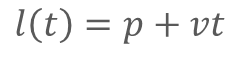 l(t) = p + vt